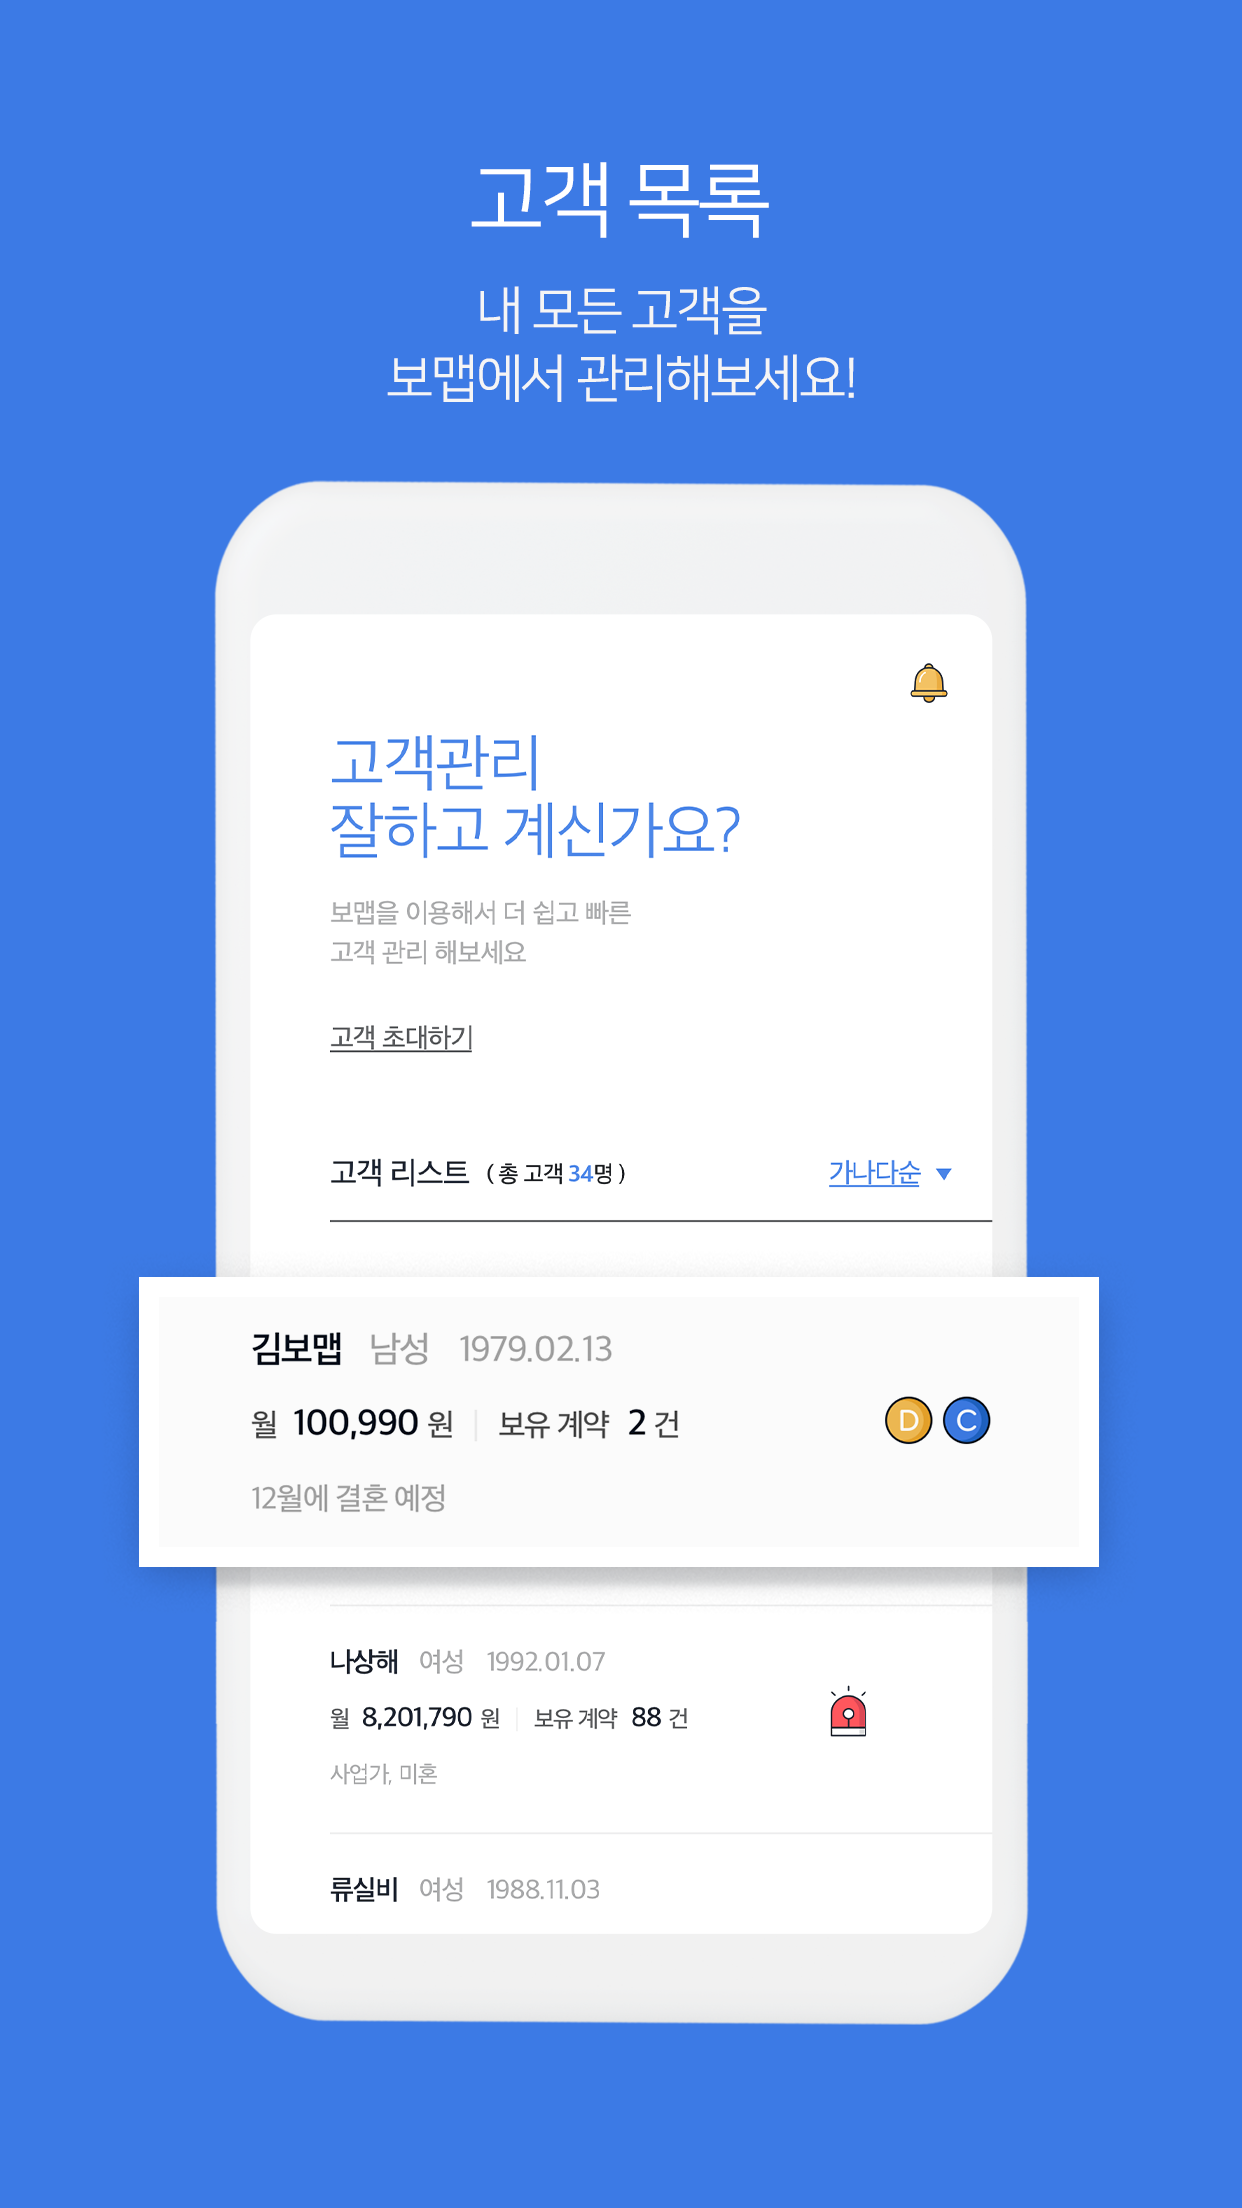 고객 목록
내 모든 고객을
보맵에서 관리해보세요!
고객관리
잘하고 계신가요?
보맵을 이용해서 더 쉽고 빠른
고객 관리 해보세요
고객 초대하기
고객 리스트 ( 총 고객 34명 ) 가나다순 ▼
김보맵 남성 1979.02.13
월 100,990 원 | 보유 계약 2 건 D C
12월에 결혼 예정
나상해 여성 1992.01.07
월 8,201,790 원 | 보유 계약 88 건
사업가, 미혼
류실비 여성 1988.11.03